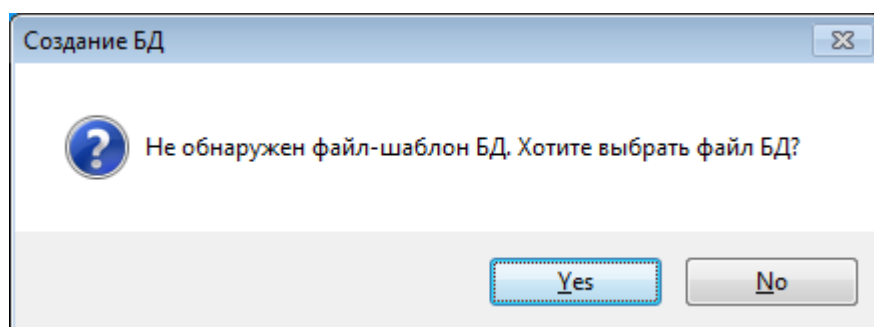 Создание БД
Не обнаружен файл-шаблон БД. Хотите выбрать файл БД?
Yes
No